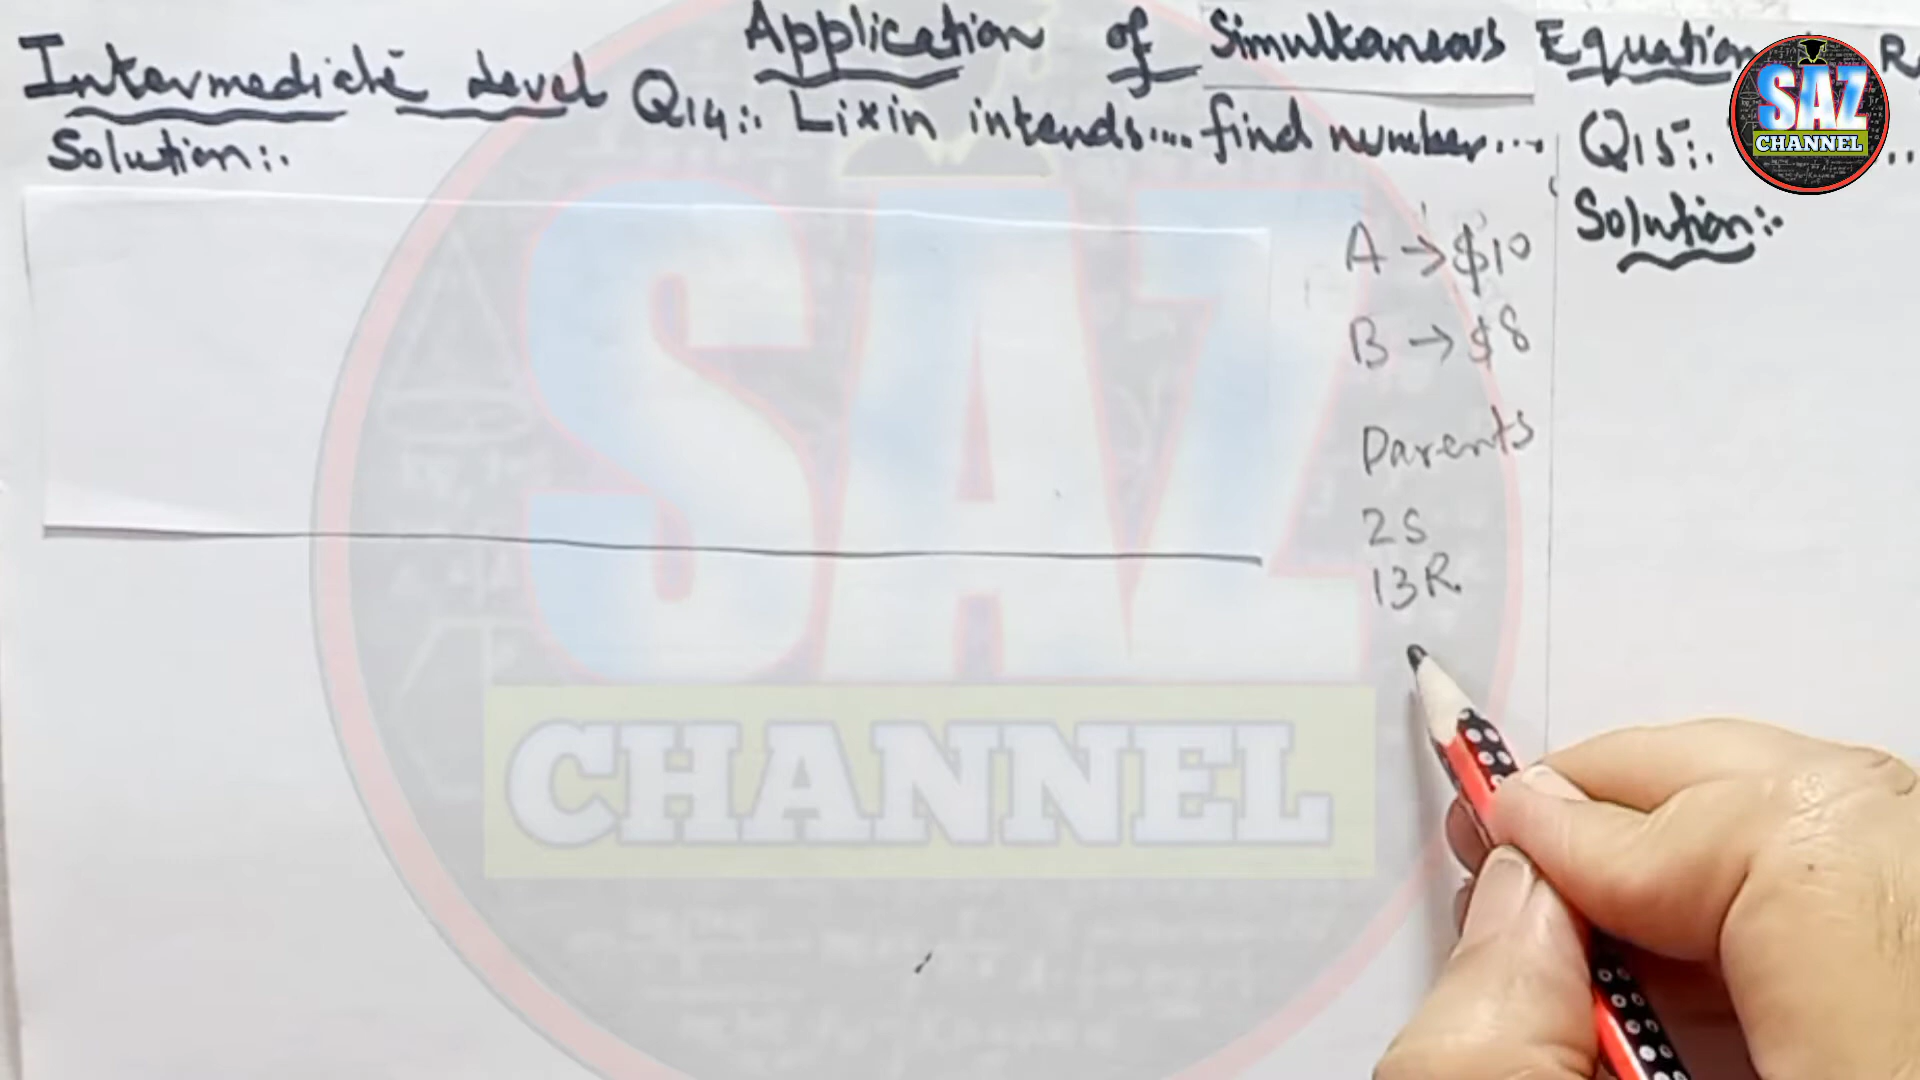 Application of Simultaneous Equation
Intermediate Level Q14:. Lixin intends.... find number...
Solution:.
A → $10
B → $8
Parents
2S
13R.
Q15:.
Solution:.
SAZ
CHANNEL
SAZ
CHANNEL